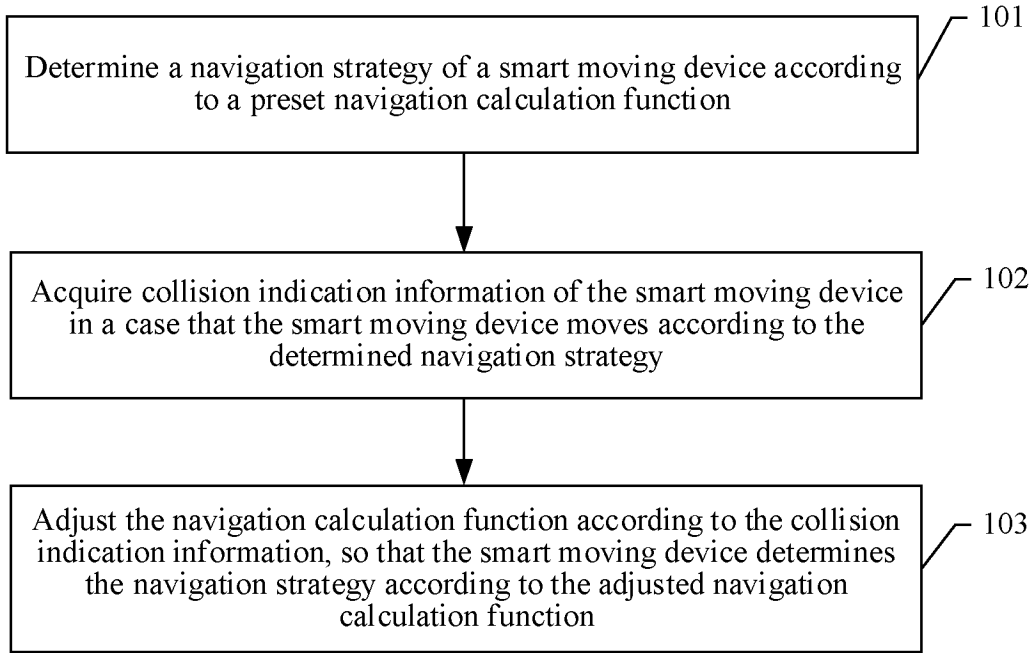 101
Determine a navigation strategy of a smart moving device according
to a preset navigation calculation function
102
Acquire collision indication information of the smart moving device
in a case that the smart moving device moves according to the
determined navigation strategy
103
Adjust the navigation calculation function according to the collision
indication information, so that the smart moving device determines
the navigation strategy according to the adjusted navigation
calculation function